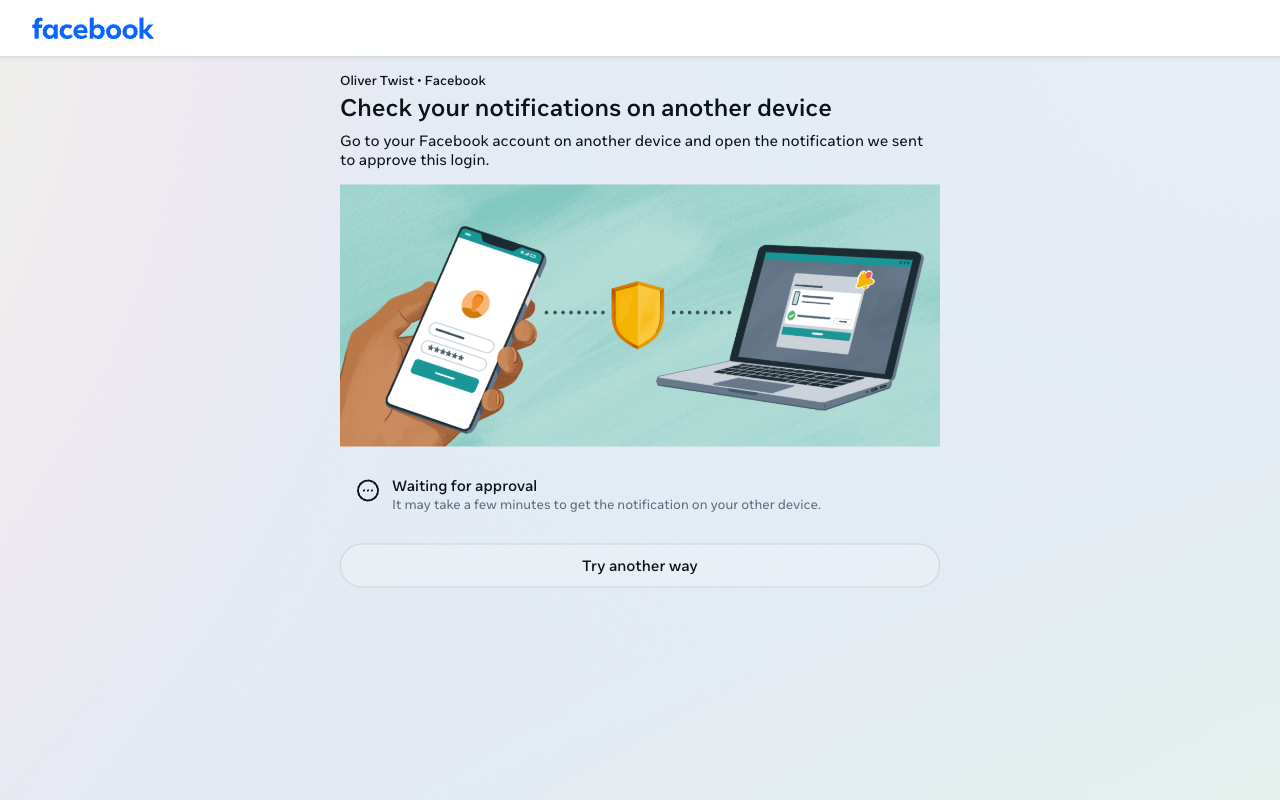 facebook
Oliver Twist • Facebook
Check your notifications on another device
Go to your Facebook account on another device and open the notification we sent
to approve this login.
Waiting for approval
It may take a few minutes to get the notification on your other device.
Try another way